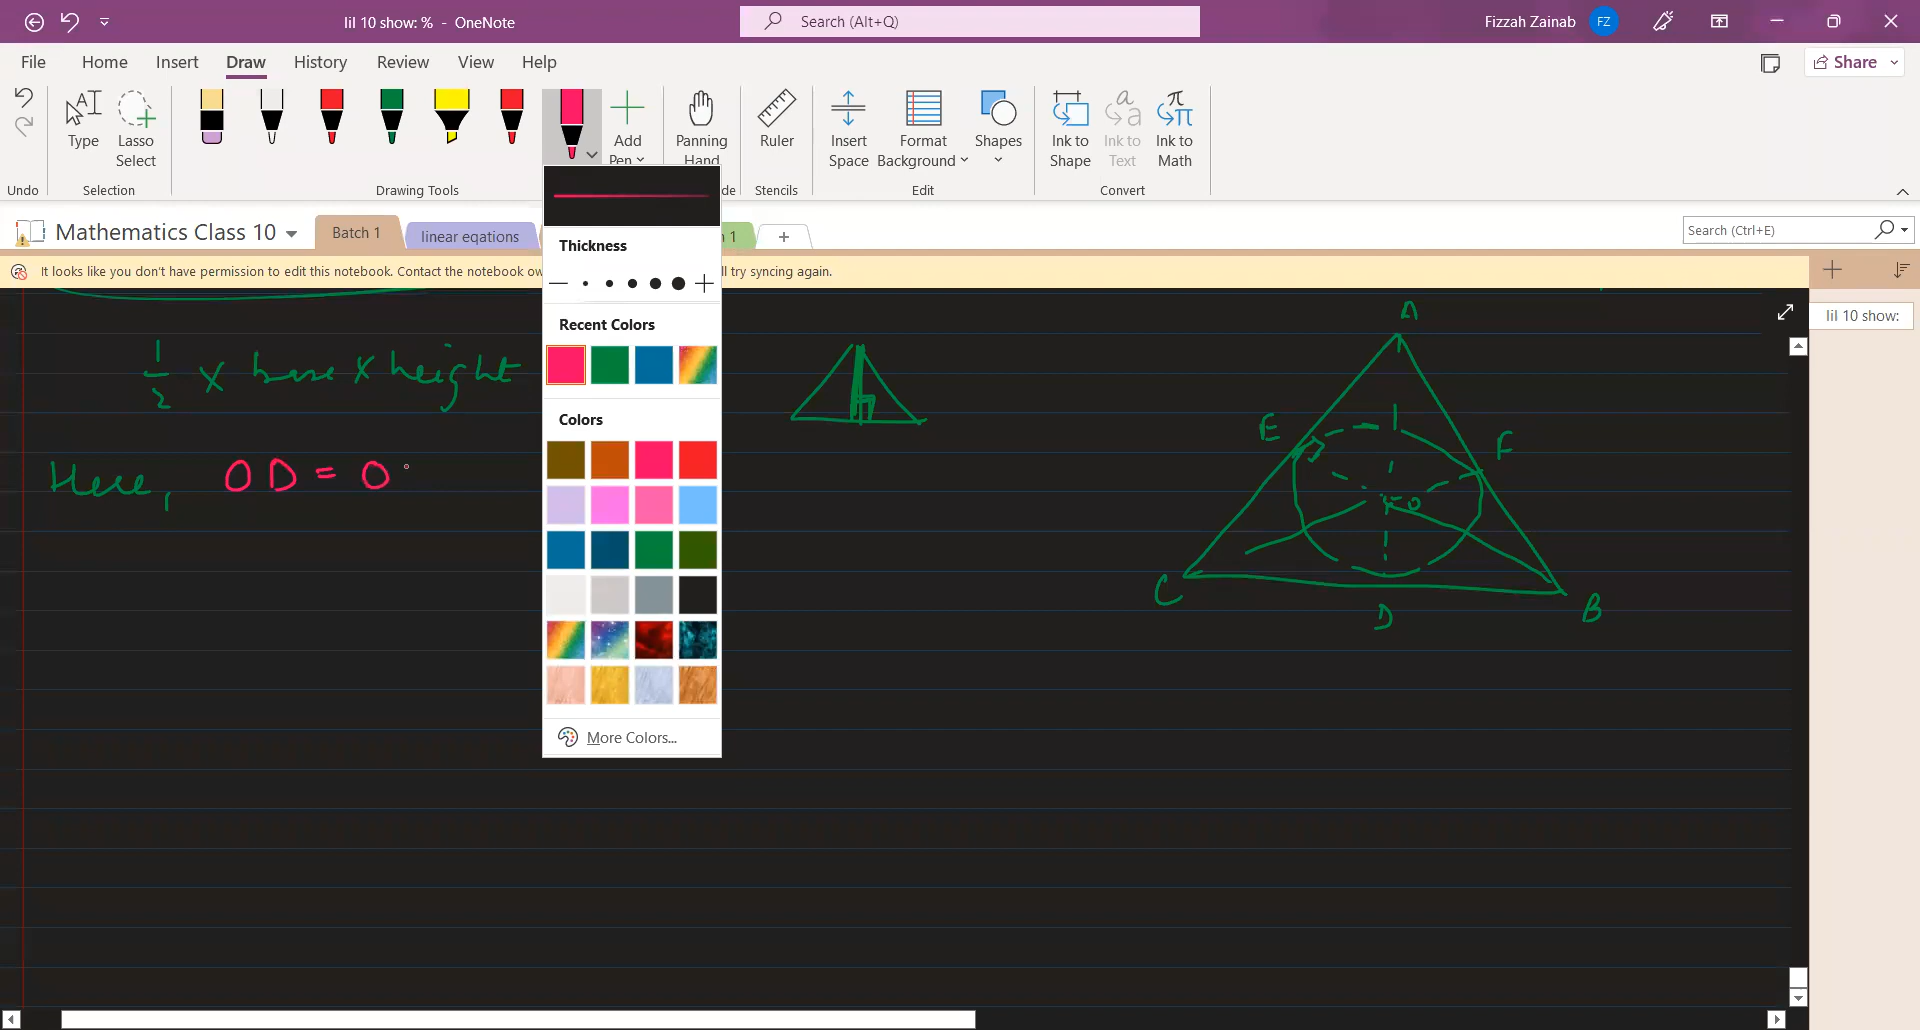 lil 10 show: % - OneNote
Search (Alt+Q)
Fizzah Zainab
FZ
File Home Insert Draw History Review View Help
Share
Type
Lasso Select
Add Pen
Panning Hand
Ruler
Insert Space
Format Background
Shapes
Ink to Shape
Ink to Text
Ink to Math
Undo
Selection
Drawing Tools
de
Stencils
Edit
Convert
Mathematics Class 10
Batch 1
linear eqations
1
Search (Ctrl+E)
It looks like you don't have permission to edit this notebook. Contact the notebook ow
ll try syncing again.
lil 10 show:
Thickness
Recent Colors
Colors
More Colors...
1/2 x base x height
Here, OD = O
A
E
F
O
C
D
B